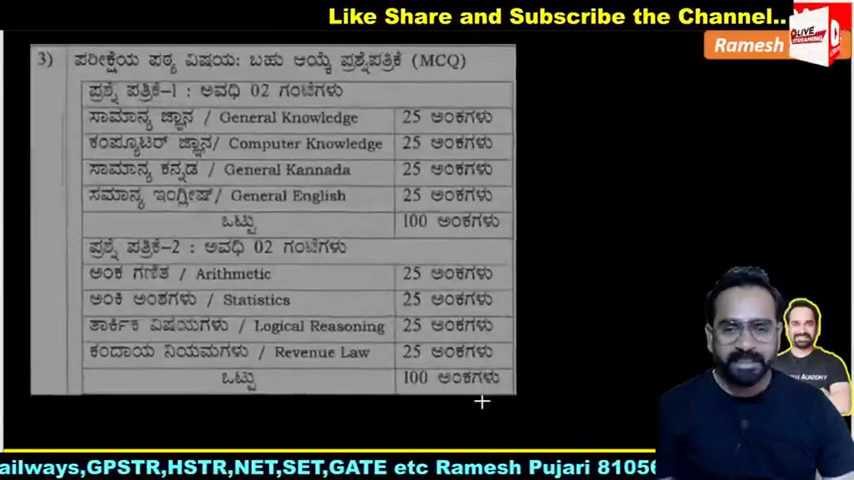 Like Share and Subscribe the Channel..
Ramesh
LIVE
STREAMING
3) ಪರೀಕ್ಷೆಯ ಪಠ್ಯ ವಿಷಯ: ಬಹು ಆಯ್ಕೆ ಪ್ರಶ್ನೆಪತ್ರಿಕೆ (MCQ)
ಪ್ರಶ್ನೆ ಪತ್ರಿಕೆ-1 : ಅವಧಿ 02 ಗಂಟೆಗಳು
ಸಾಮಾನ್ಯ ಜ್ಞಾನ / General Knowledge 25 ಅಂಕಗಳು
ಕಂಪ್ಯೂಟರ್ ಜ್ಞಾನ/ Computer Knowledge 25 ಅಂಕಗಳು
ಸಾಮಾನ್ಯ ಕನ್ನಡ / General Kannada 25 ಅಂಕಗಳು
ಸಮಾನ್ಯ ಇಂಗ್ಲೀಷ್/ General English 25 ಅಂಕಗಳು
ಒಟ್ಟು 100 ಅಂಕಗಳು
ಪ್ರಶ್ನೆ ಪತ್ರಿಕೆ-2 : ಅವಧಿ 02 ಗಂಟೆಗಳು
ಅಂಕ ಗಣಿತ / Arithmetic 25 ಅಂಕಗಳು
ಅಂಕಿ ಅಂಶಗಳು / Statistics 25 ಅಂಕಗಳು
ತಾರ್ಕಿಕ ವಿಷಯಗಳು / Logical Reasoning 25 ಅಂಕಗಳು
ಕಂದಾಯ ನಿಯಮಗಳು / Revenue Law 25 ಅಂಕಗಳು
ಒಟ್ಟು 100 ಅಂಕಗಳು
ACADEMY
ailways,GPSTR,HSTR,NET,SET,GATE etc Ramesh Pujari 81056